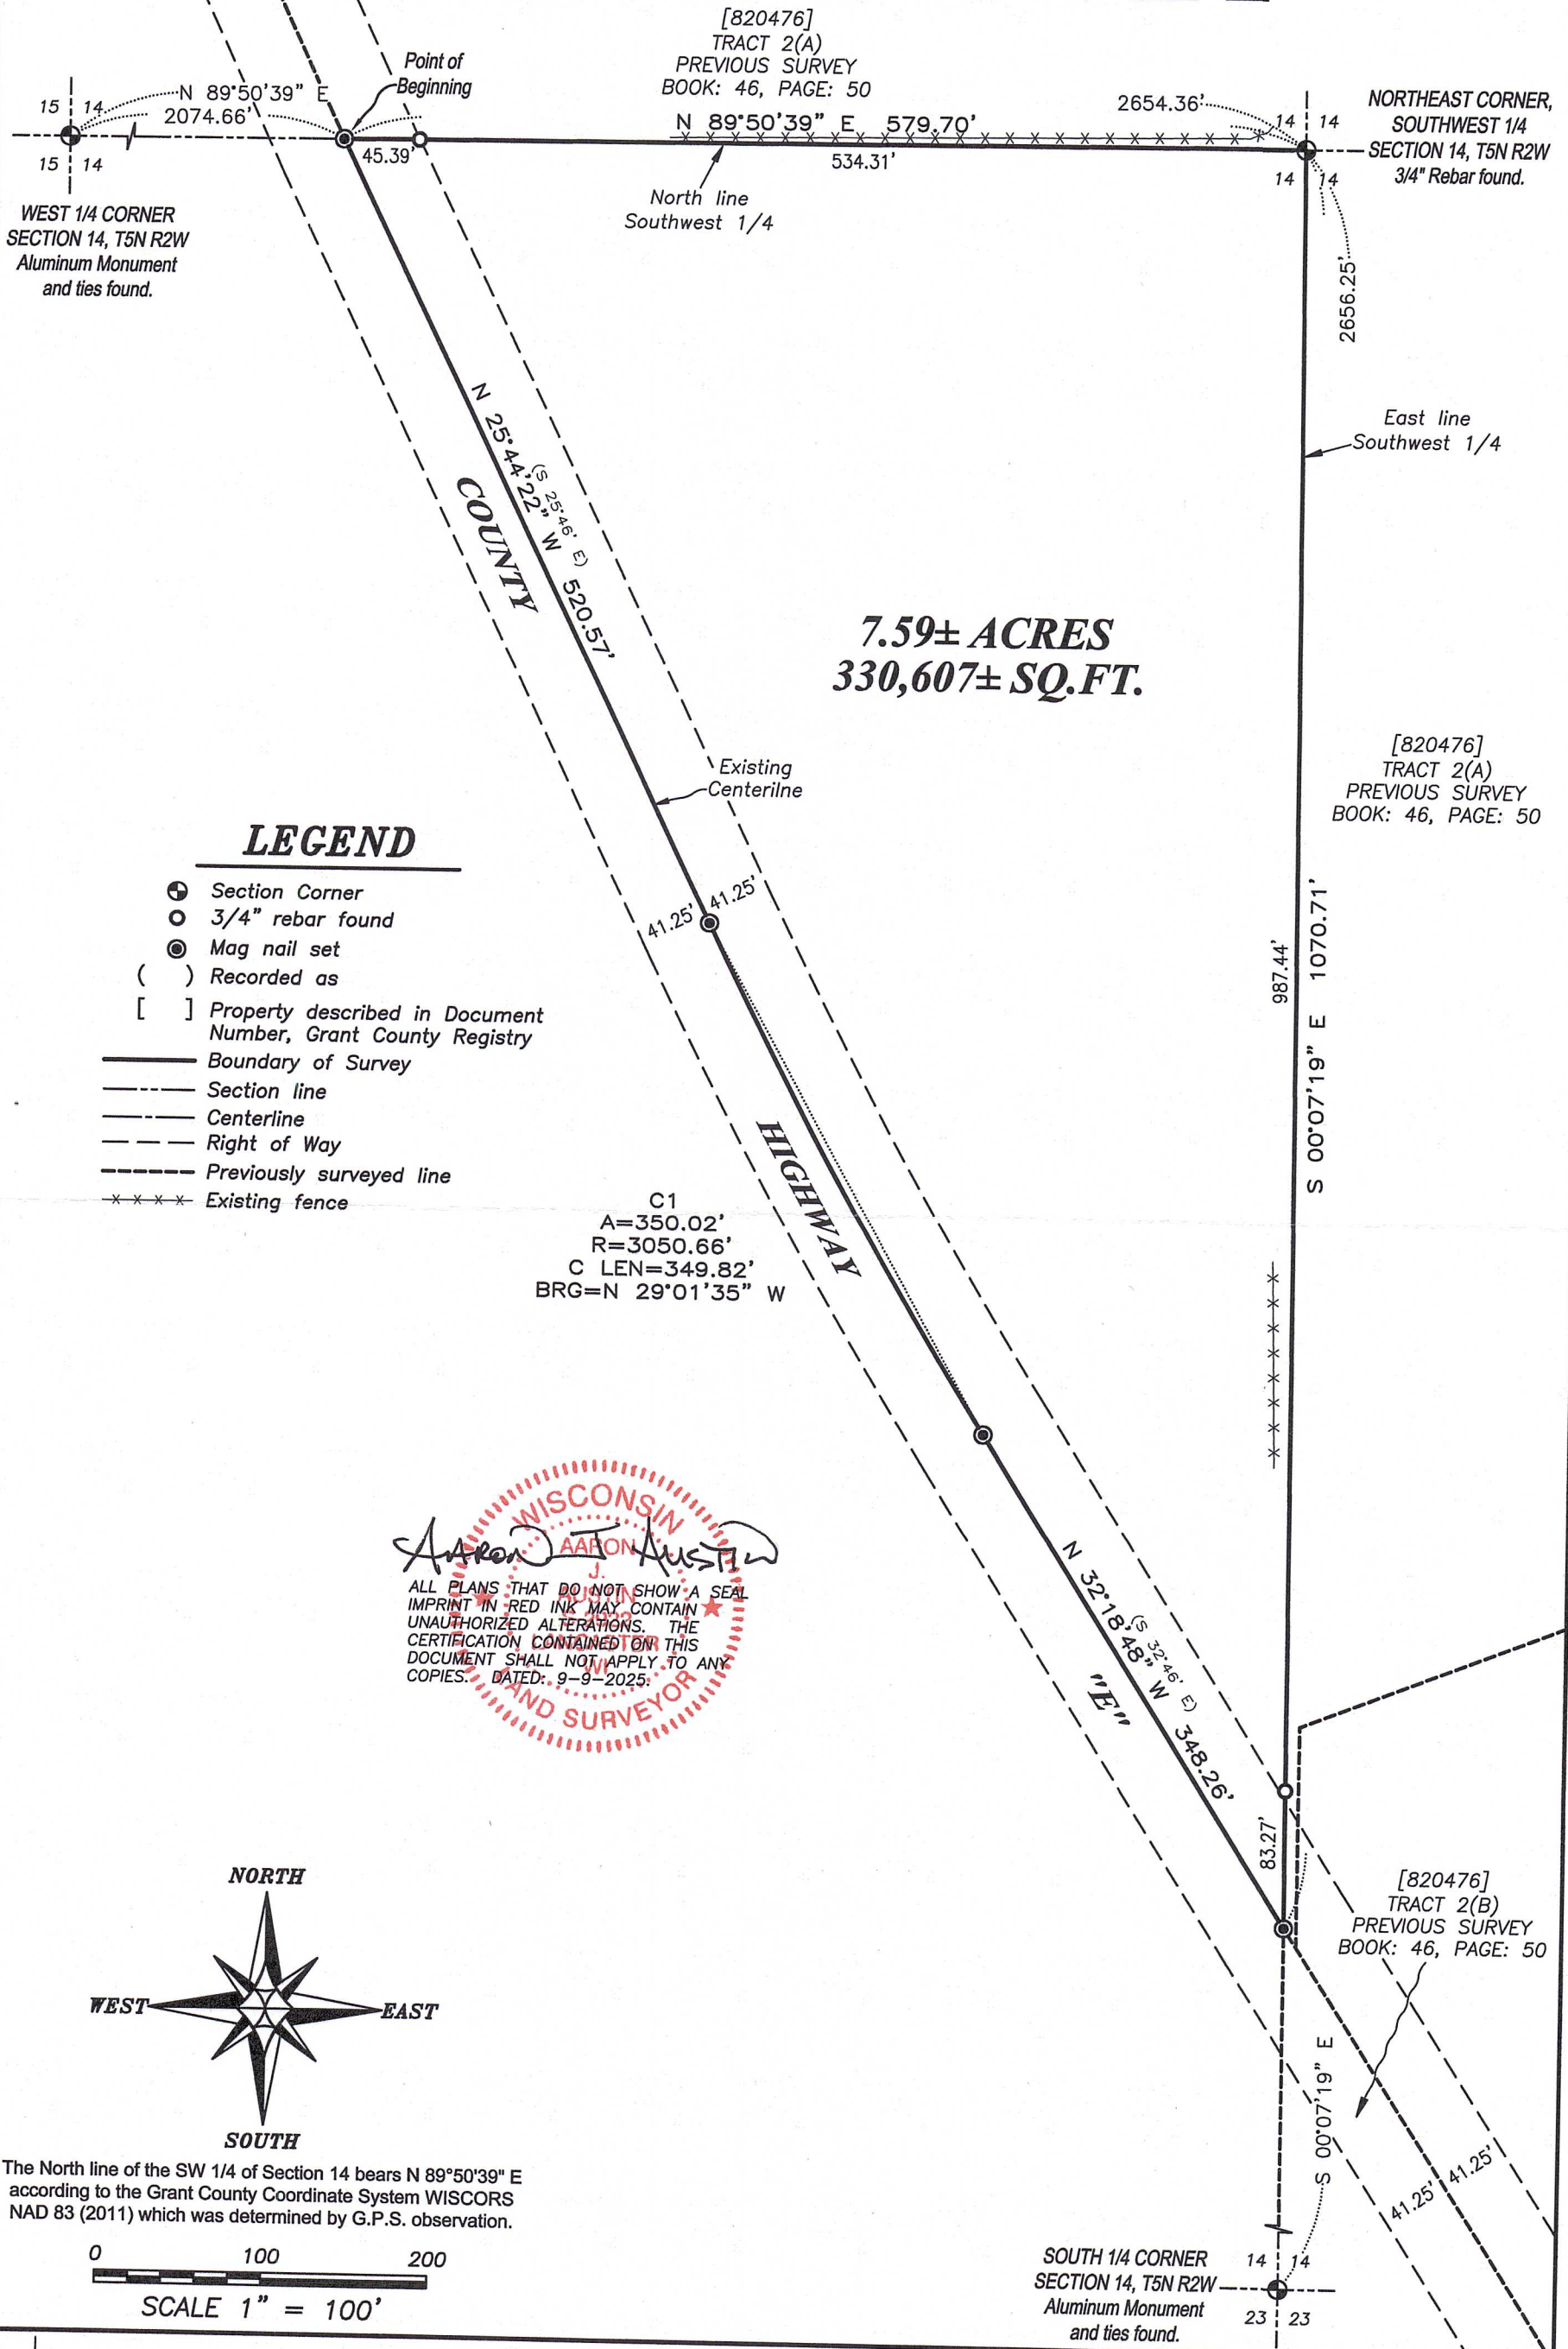 [820476]
TRACT 2(A)
PREVIOUS SURVEY
BOOK: 46, PAGE: 50
Point of
Beginning
N 89°50'39" E
2074.66'
15 14
15 14
WEST 1/4 CORNER
SECTION 14, T5N R2W
Aluminum Monument
and ties found.
45.39'
N 89°50'39" E 579.70'
534.31'
North line
Southwest 1/4
2654.36'
14 14
14 14
NORTHEAST CORNER,
SOUTHWEST 1/4
SECTION 14, T5N R2W
3/4" Rebar found.
2656.25'
East line
Southwest 1/4
N 25°44'22" W 520.57'
(S 25°46' E)
COUNTY
7.59± ACRES
330,607± SQ.FT.
Existing
Centerilne
[820476]
TRACT 2(A)
PREVIOUS SURVEY
BOOK: 46, PAGE: 50
41.25' 41.25'
987.44'
S 00°07'19" E 1070.71'
LEGEND
Section Corner
3/4" rebar found
Mag nail set
( ) Recorded as
[ ] Property described in Document
Number, Grant County Registry
Boundary of Survey
Section line
Centerline
Right of Way
Previously surveyed line
Existing fence
HIGHWAY
C1
A=350.02'
R=3050.66'
C LEN=349.82'
BRG=N 29°01'35" W
WISCONSIN
AARON
J.
AUSTIN
LANCASTER
WI
LAND SURVEYOR
Aaron J Austin
ALL PLANS THAT DO NOT SHOW A SEAL
IMPRINT IN RED INK MAY CONTAIN
UNAUTHORIZED ALTERATIONS. THE
CERTIFICATION CONTAINED ON THIS
DOCUMENT SHALL NOT APPLY TO ANY
COPIES. DATED: 9-9-2025.
N 32°18'48" W 348.26'
(S 32°46' E)
"E"
83.27'
[820476]
TRACT 2(B)
PREVIOUS SURVEY
BOOK: 46, PAGE: 50
S 00°07'19" E
41.25' 41.25'
NORTH
WEST
EAST
SOUTH
The North line of the SW 1/4 of Section 14 bears N 89°50'39" E
according to the Grant County Coordinate System WISCORS
NAD 83 (2011) which was determined by G.P.S. observation.
0 100 200
SCALE 1" = 100'
SOUTH 1/4 CORNER
SECTION 14, T5N R2W
Aluminum Monument
and ties found.
14 14
23 23